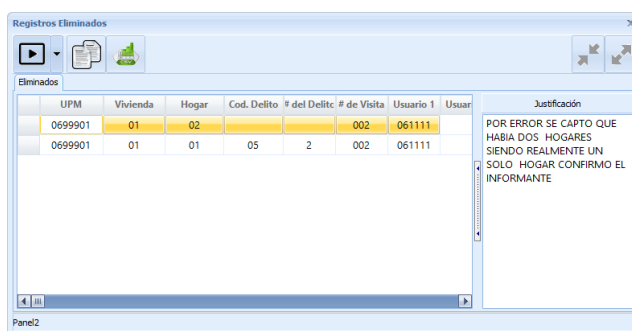 Registros Eliminados
Eliminados
UPM Vivienda Hogar Cod. Delito # del Delitc # de Visita Usuario 1 Usuar
0699901 01 02 002 061111
0699901 01 01 05 2 002 061111
Justificación
POR ERROR SE CAPTO QUE
HABIA DOS HOGARES
SIENDO REALMENTE UN
SOLO HOGAR CONFIRMO EL
INFORMANTE
Panel2